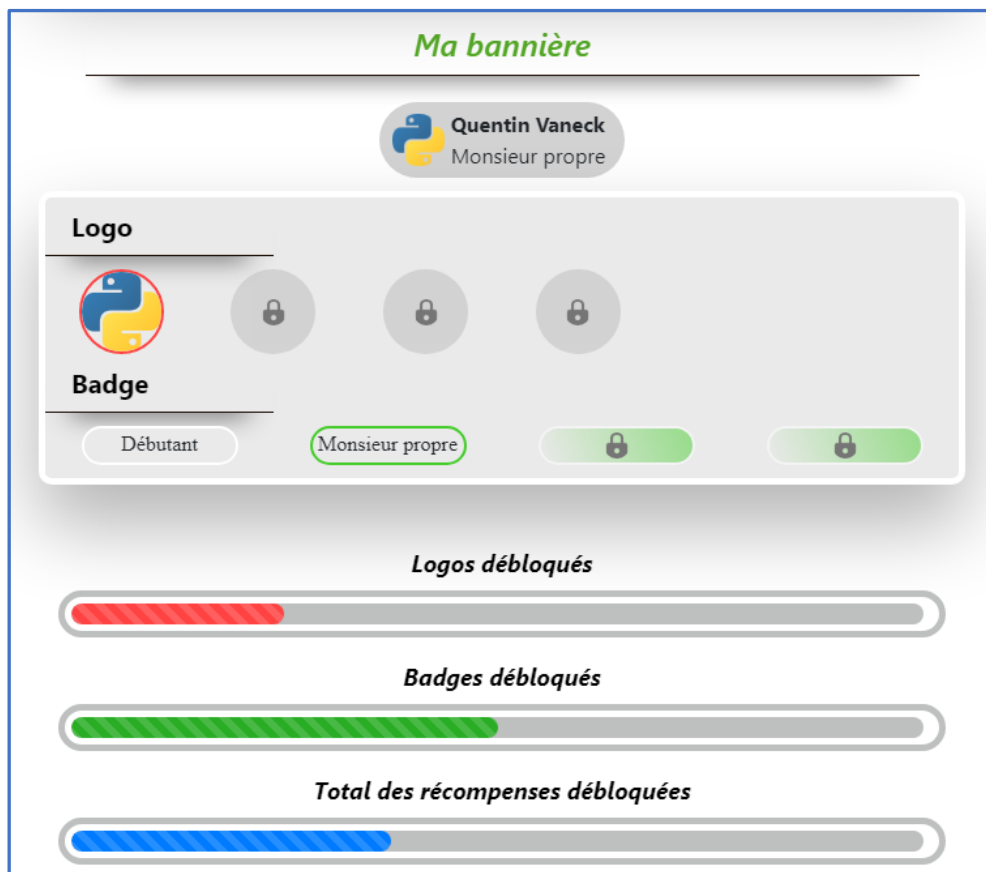 Ma bannière
Quentin Vaneck
Monsieur propre
Logo
Badge
Débutant
Monsieur propre
Logos débloqués
Badges débloqués
Total des récompenses débloquées